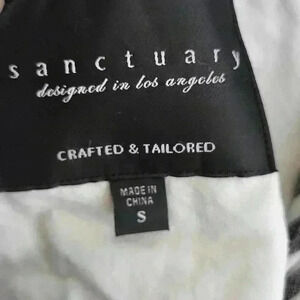 sanctuary
designed in los angeles
CRAFTED & TAILORED
MADE IN
CHINA
S